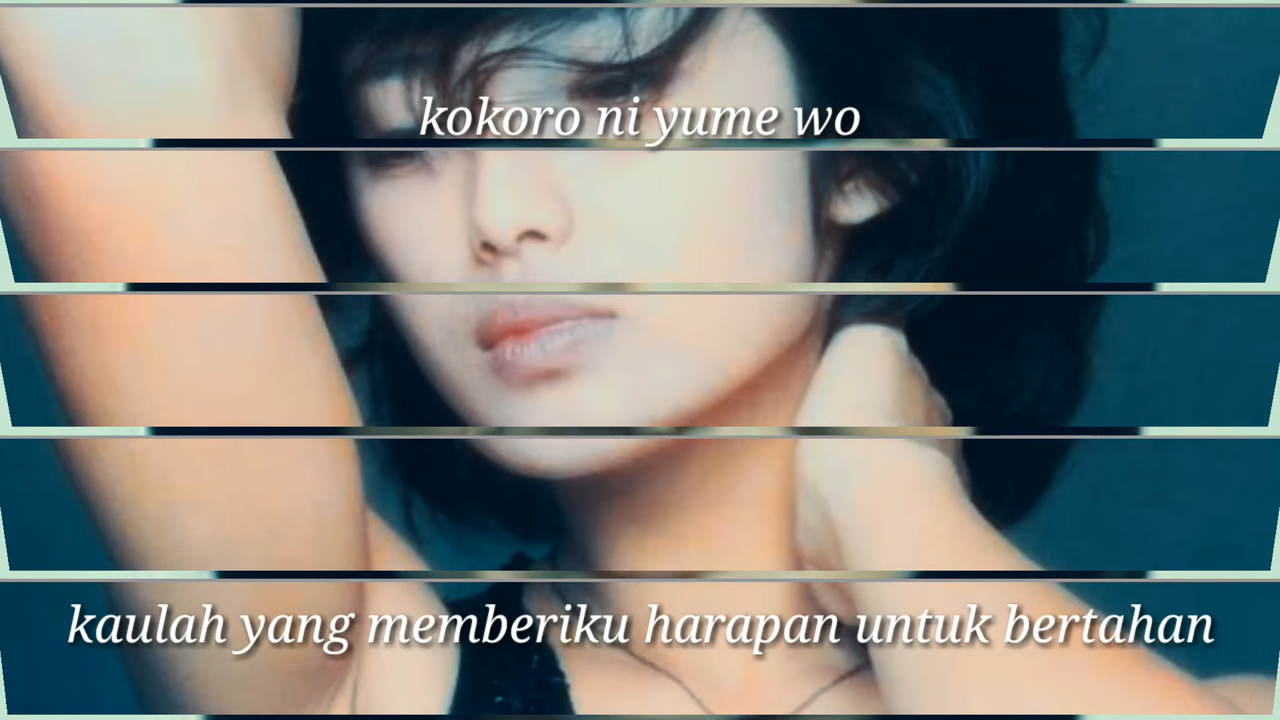 kokoro ni yume wo
kaulah yang memberiku harapan untuk bertahan